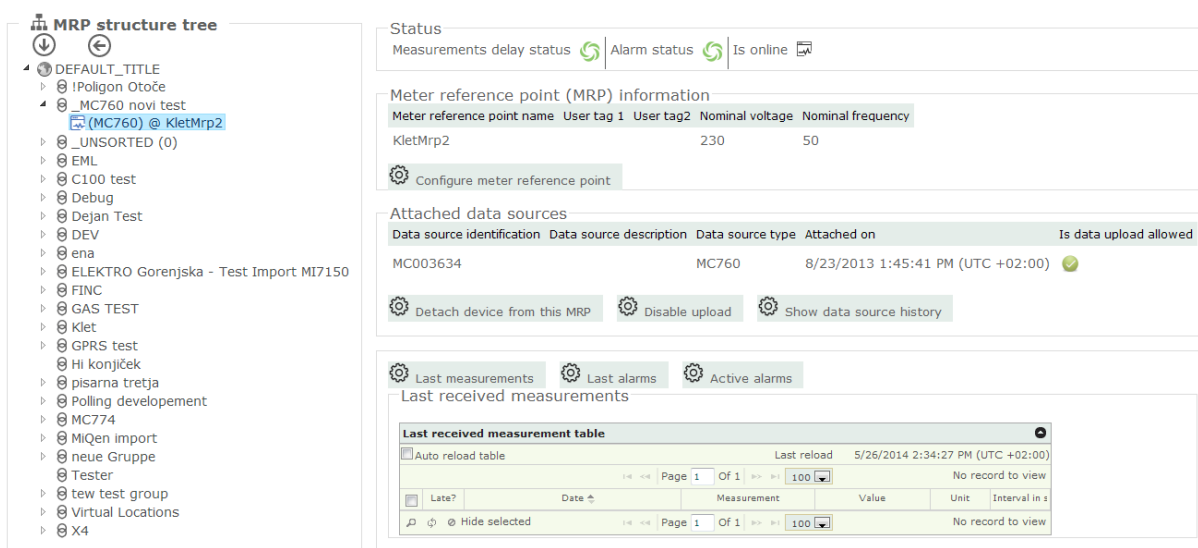 MRP structure tree
DEFAULT_TITLE
!Poligon Otoče
_MC760 novi test
(MC760) @ KletMrp2
_UNSORTED (0)
EML
C100 test
Debug
Dejan Test
DEV
ena
ELEKTRO Gorenjska - Test Import MI7150
FINC
GAS TEST
Klet
GPRS test
Hi konjiček
pisarna tretja
Polling developement
MC774
MiQen import
neue Gruppe
Tester
tew test group
Virtual Locations
X4
Status
Measurements delay status Alarm status Is online
Meter reference point (MRP) information
Meter reference point name User tag 1 User tag2 Nominal voltage Nominal frequency
KletMrp2 230 50
Configure meter reference point
Attached data sources
Data source identification Data source description Data source type Attached on Is data upload allowed
MC003634 MC760 8/23/2013 1:45:41 PM (UTC +02:00)
Detach device from this MRP Disable upload Show data source history
Last measurements Last alarms Active alarms
Last received measurements
Last received measurement table
Auto reload table Last reload 5/26/2014 2:34:27 PM (UTC +02:00)
Page 1 Of 1 100 No record to view
Late? Date Measurement Value Unit Interval in s
Hide selected Page 1 Of 1 100 No record to view